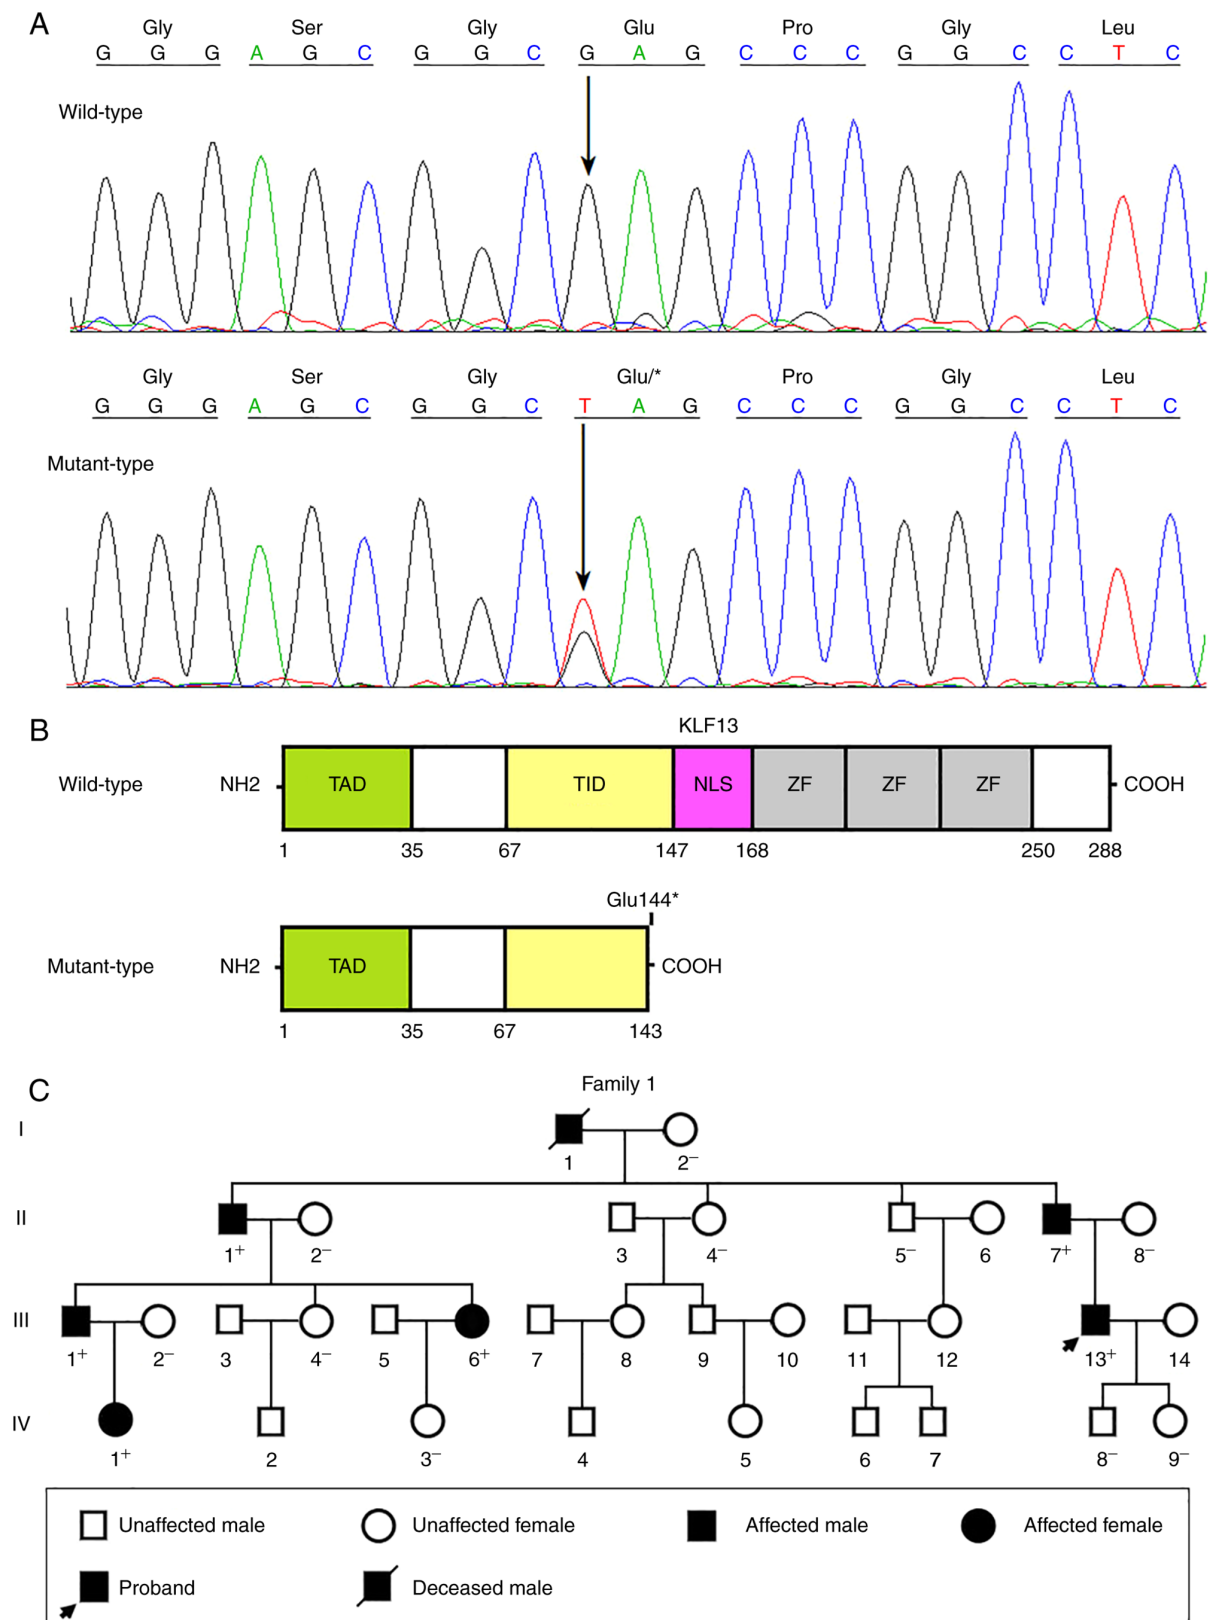 A
Gly Ser Gly Glu Pro Gly Leu
G G G A G C G G C G A G C C C G G C C T C
Wild-type
Gly Ser Gly Glu/* Pro Gly Leu
G G G A G C G G C T A G C C C G G C C T C
Mutant-type
B
KLF13
Wild-type NH2 TAD TID NLS ZF ZF ZF COOH
1 35 67 147 168 250 288
Glu144*
Mutant-type NH2 TAD COOH
1 35 67 143
C
Family 1
I
1 2⁻
II
1⁺ 2⁻ 3 4⁻ 5⁻ 6 7⁺ 8⁻
III
1⁺ 2⁻ 3 4⁻ 5 6⁺ 7 8 9 10 11 12 13⁺ 14
IV
1⁺ 2 3⁻ 4 5 6 7 8⁻ 9⁻
Unaffected male Unaffected female Affected male Affected female
Proband Deceased male